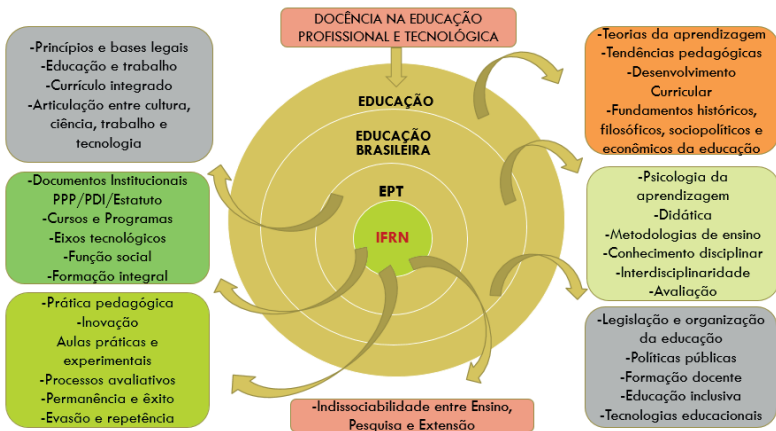 DOCÊNCIA NA EDUCAÇÃO
PROFISSIONAL E TECNOLÓGICA
-Princípios e bases legais
-Educação e trabalho
-Currículo integrado
-Articulação entre cultura,
ciência, trabalho e
tecnologia
-Documentos Institucionais
PPP/PDI/Estatuto
-Cursos e Programas
-Eixos tecnológicos
-Função social
-Formação integral
-Prática pedagógica
-Inovação
Aulas práticas e
experimentais
-Processos avaliativos
-Permanência e êxito
-Evasão e repetência
EDUCAÇÃO
EDUCAÇÃO
BRASILEIRA
EPT
IFRN
-Indissociabilidade entre Ensino,
Pesquisa e Extensão
-Teorias da aprendizagem
-Tendências pedagógicas
-Desenvolvimento
Curricular
-Fundamentos históricos,
filosóficos, sociopolíticos e
econômicos da educação
-Psicologia da
aprendizagem
-Didática
-Metodologias de ensino
-Conhecimento disciplinar
-Interdisciplinaridade
-Avaliação
-Legislação e organização
da educação
-Políticas públicas
-Formação docente
-Educação inclusiva
-Tecnologias educacionais